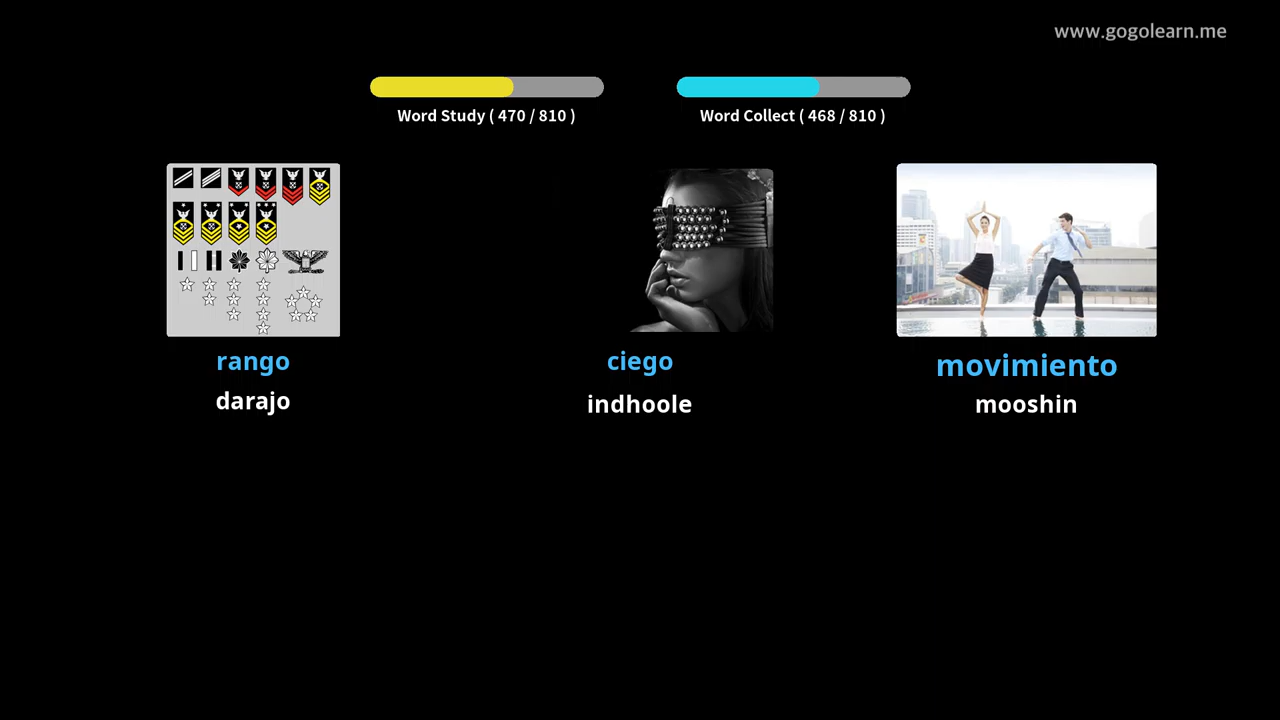 www.gogolearn.me
Word Study ( 470 / 810 )
Word Collect ( 468 / 810 )
rango
darajo
ciego
indhoole
movimiento
mooshin